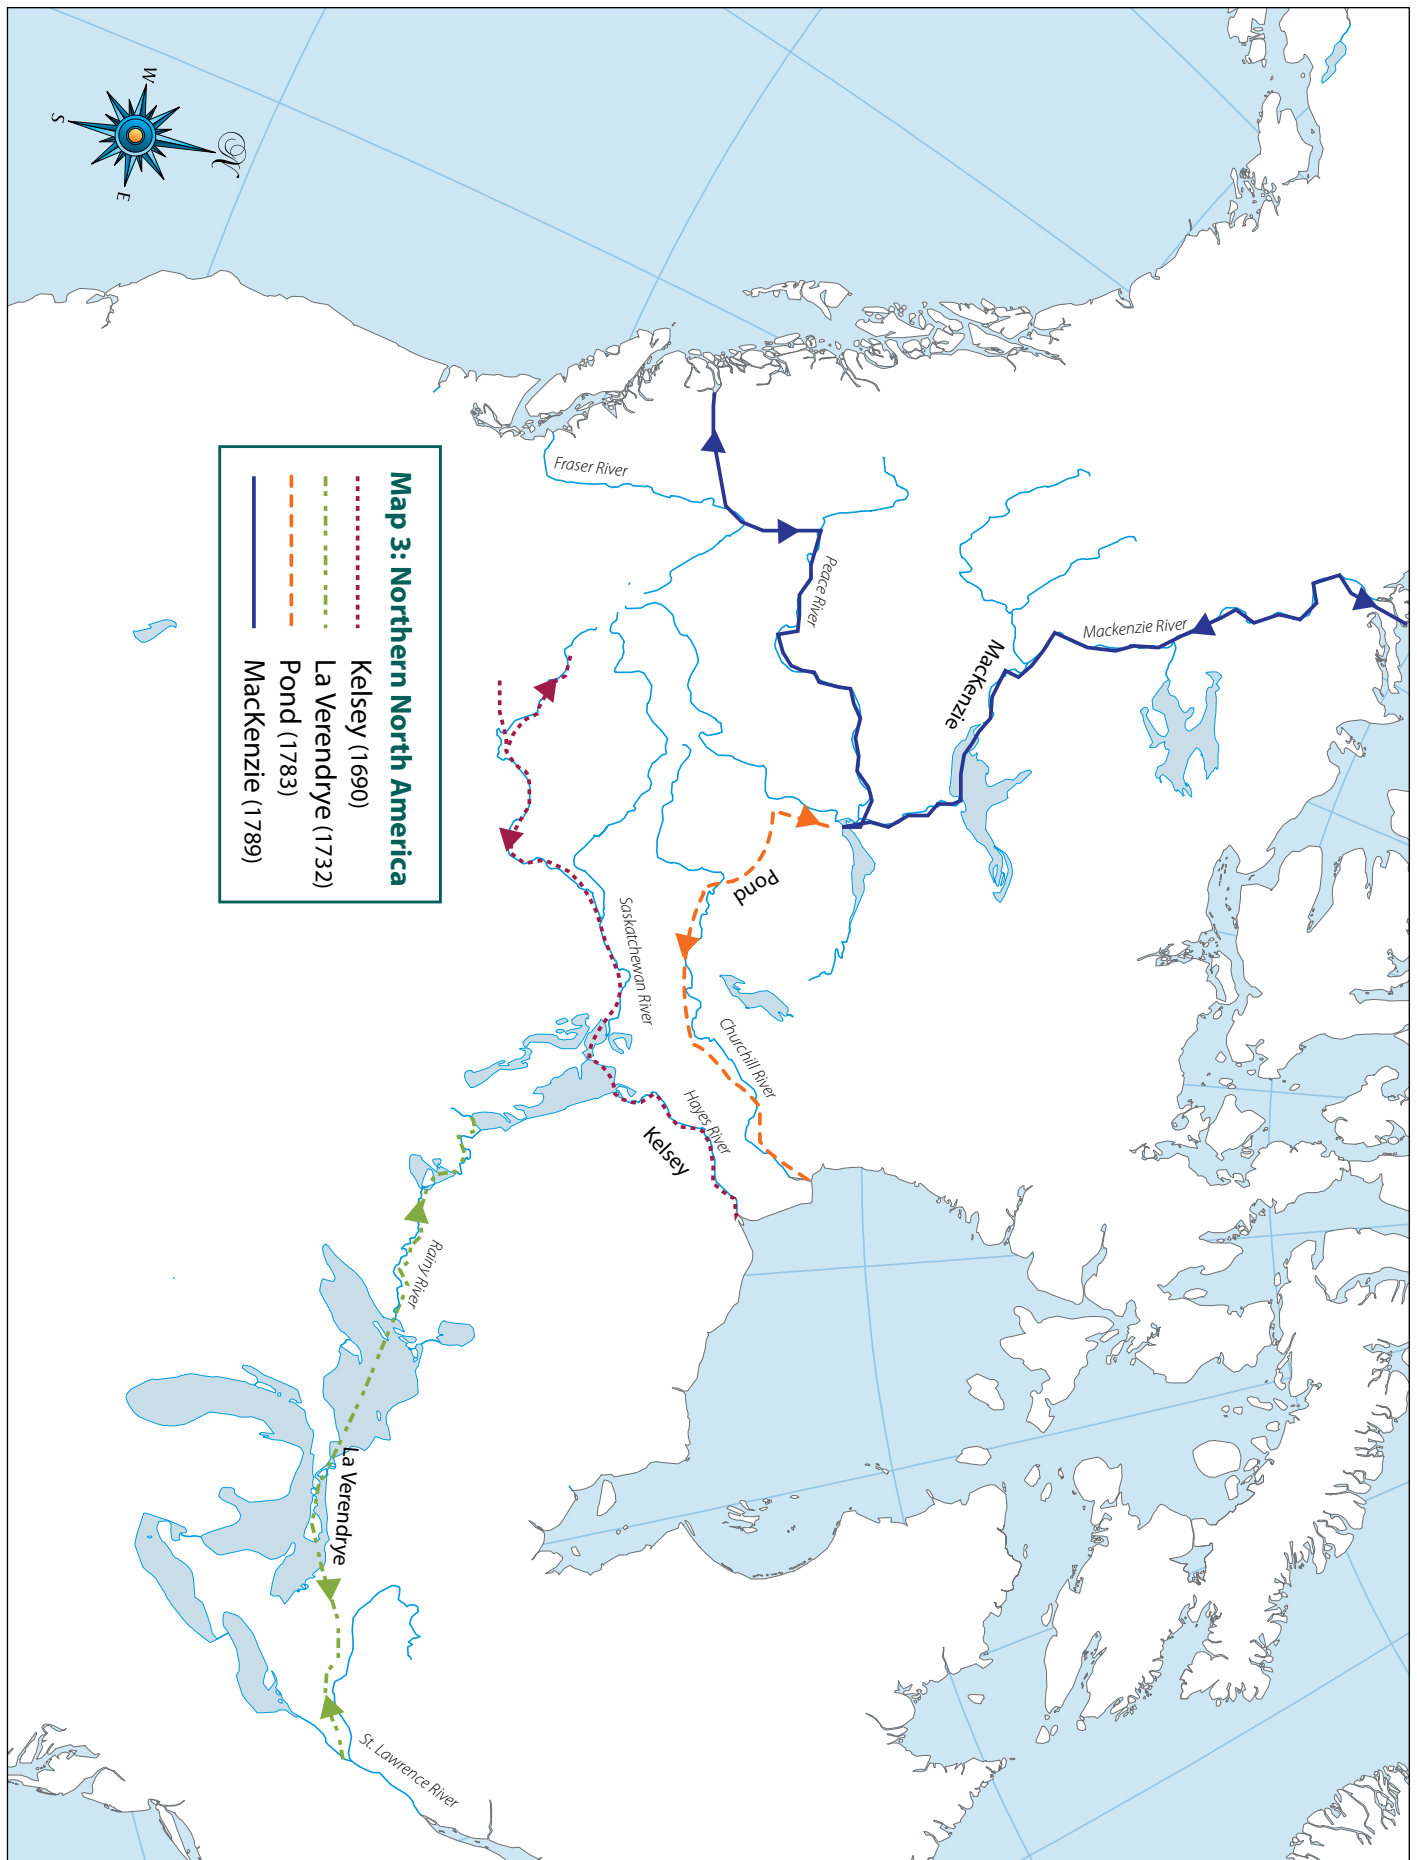 N
W
E
S
Map 3: Northern North America
Kelsey (1690)
La Verendrye (1732)
Pond (1783)
MacKenzie (1789)
Mackenzie River
MacKenzie
Peace River
Fraser River
Pond
Saskatchewan River
Churchill River
Hayes River
Kelsey
Rainy River
La Verendrye
St. Lawrence River